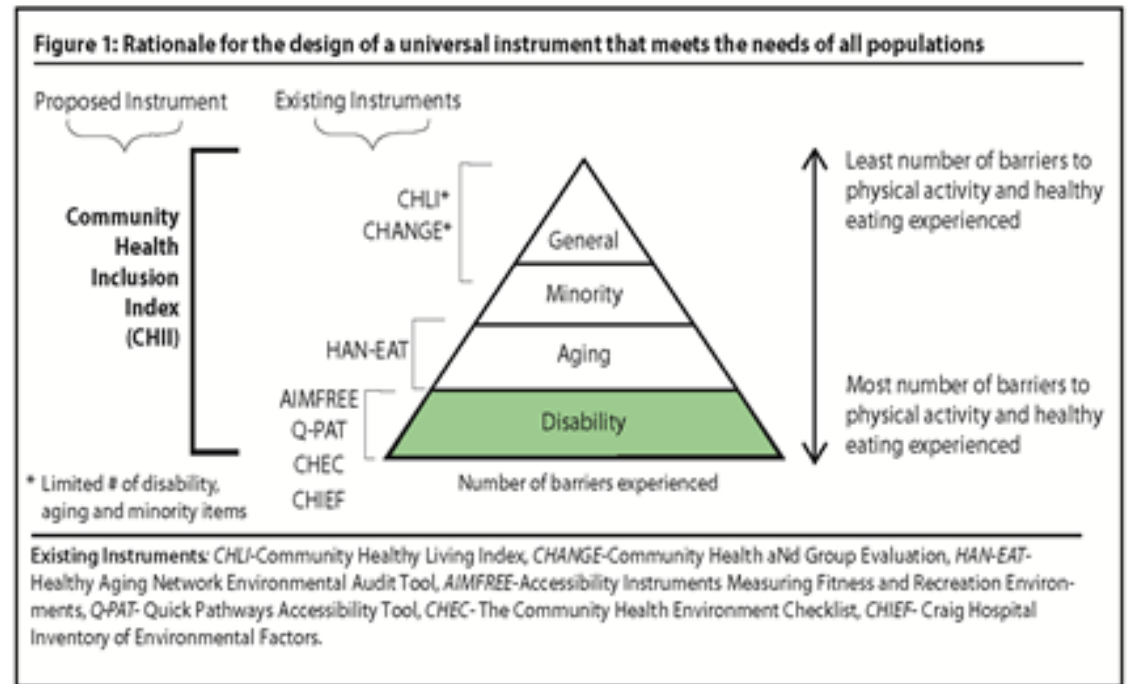 Figure 1: Rationale for the design of a universal instrument that meets the needs of all populations
Proposed Instrument
Existing Instruments
Community
Health
Inclusion
Index
(CHII)
CHLI*
CHANGE*
HAN-EAT
AIMFREE
Q-PAT
CHEC
CHIEF
General
Minority
Aging
Disability
Number of barriers experienced
Least number of barriers to
physical activity and healthy
eating experienced
Most number of barriers to
physical activity and healthy
eating experienced
* Limited # of disability,
aging and minority items
Existing Instruments: CHLI-Community Healthy Living Index, CHANGE-Community Health aNd Group Evaluation, HAN-EAT-
Healthy Aging Network Environmental Audit Tool, AIMFREE-Accessibility Instruments Measuring Fitness and Recreation Environ-
ments, Q-PAT- Quick Pathways Accessibility Tool, CHEC- The Community Health Environment Checklist, CHIEF- Craig Hospital
Inventory of Environmental Factors.